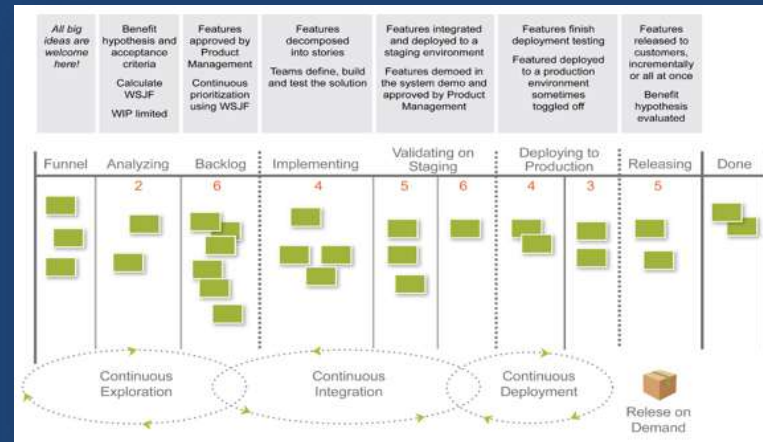 All big
ideas are
welcome
here!
Benefit
hypothesis and
acceptance
criteria
Calculate
WSJF
WIP limited
Features
approved by
Product
Management
Continuous
prioritization
using WSJF
Features
decomposed
into stories
Teams define, build
and test the solution
Features integrated
and deployed to a
staging environment
Features demoed in
the system demo and
approved by Product
Management
Features finish
deployment testing
Featured deployed
to a production
environment
sometimes
toggled off
Features
released to
customers,
incrementally
or all at once
Benefit
hypothesis
evaluated
Funnel
Analyzing
Backlog
Implementing
Validating on
Staging
Deploying to
Production
Releasing
Done
2
6
4
5
6
4
3
5
Continuous
Exploration
Continuous
Integration
Continuous
Deployment
Relese on
Demand